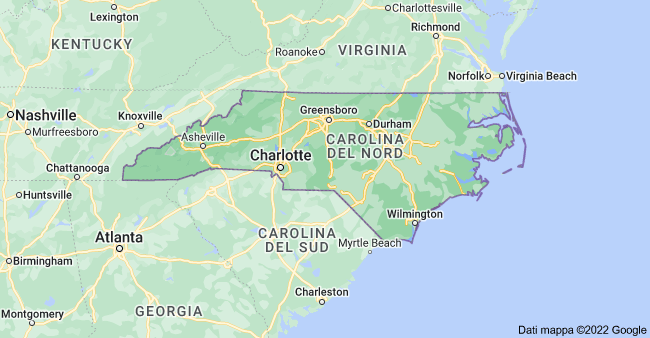 Charlottesville
Lexington
Richmond
KENTUCKY
Roanoke
VIRGINIA
Norfolk
Virginia Beach
Nashville
Knoxville
Greensboro
Durham
Murfreesboro
Asheville
CAROLINA
DEL NORD
Charlotte
Chattanooga
Huntsville
Wilmington
Atlanta
CAROLINA
DEL SUD
Myrtle Beach
Birmingham
Charleston
GEORGIA
Montgomery
Dati mappa ©2022 Google